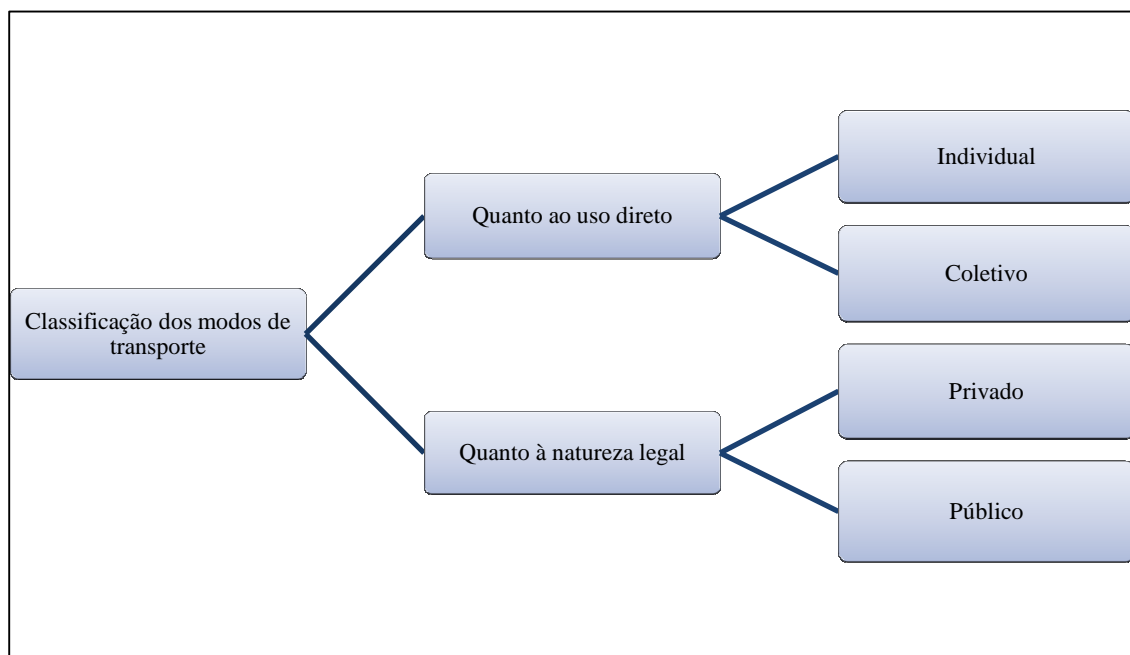 Classificação dos modos de
transporte
Quanto ao uso direto
Individual
Coletivo
Quanto à natureza legal
Privado
Público